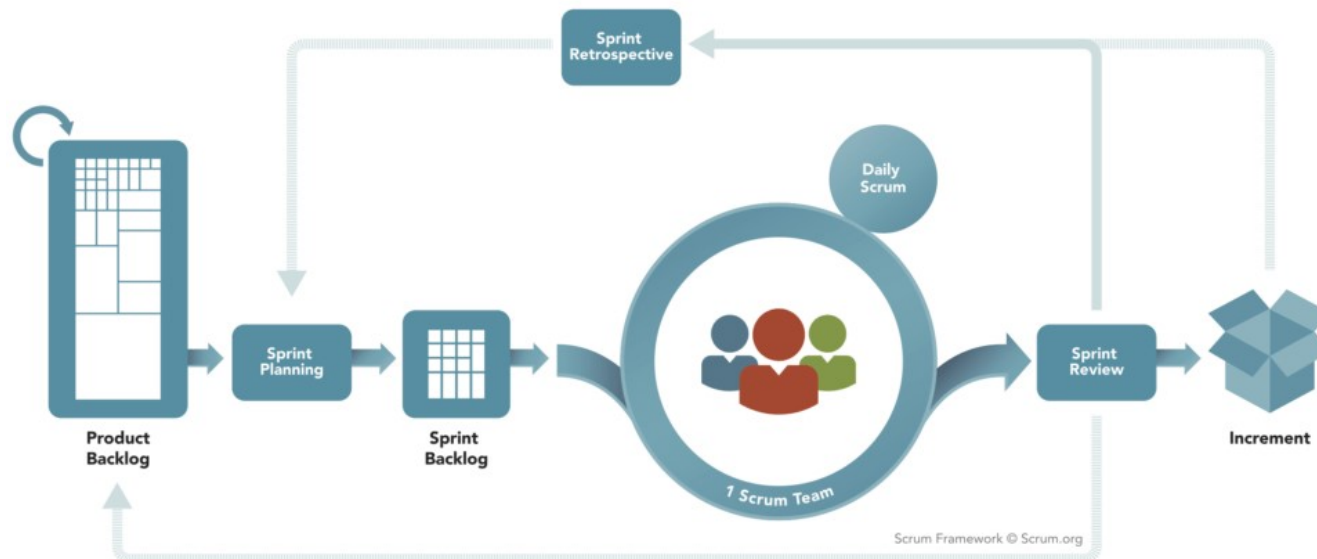 Sprint
Retrospective
Daily
Scrum
Sprint
Planning
Sprint
Review
Product
Backlog
Sprint
Backlog
1 Scrum Team
Increment
Scrum Framework © Scrum.org